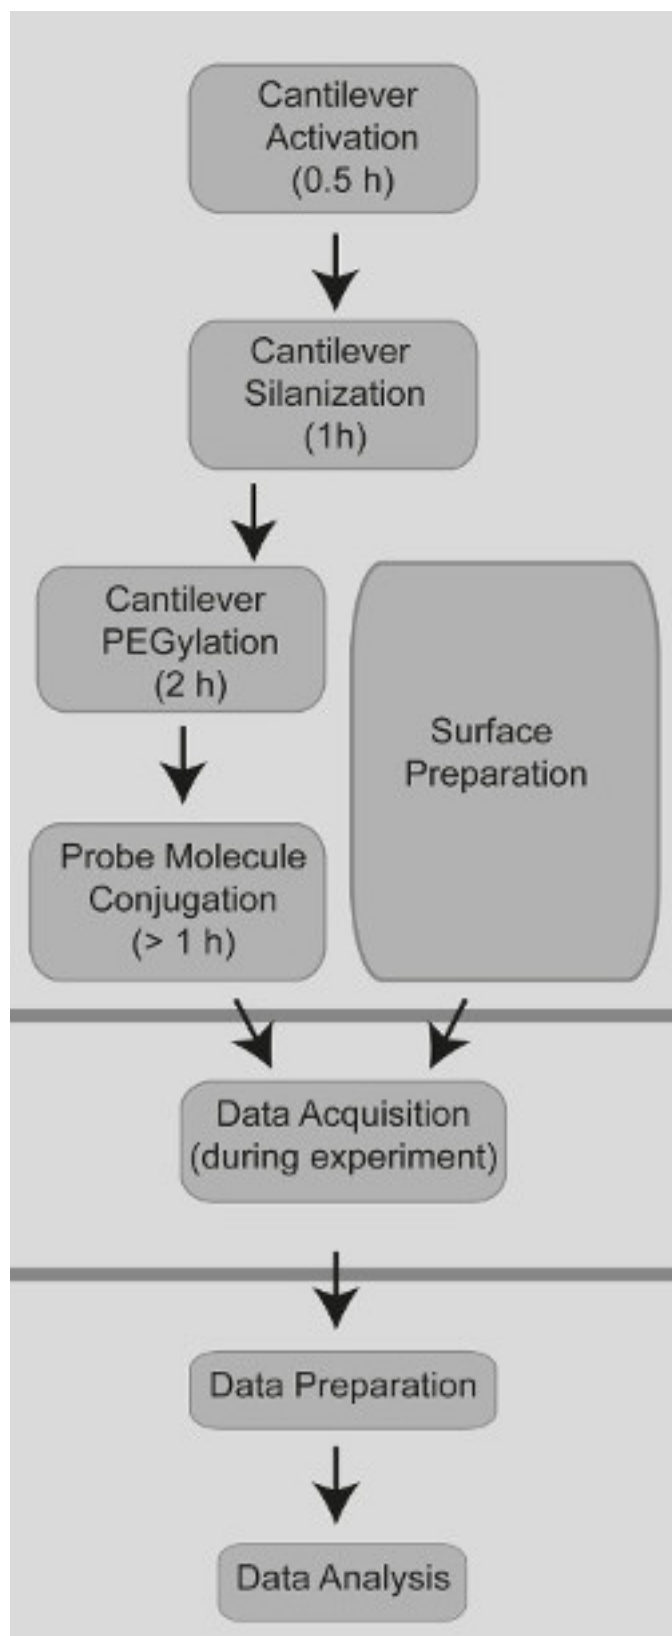 Cantilever
Activation
(0.5 h)
Cantilever
Silanization
(1h)
Cantilever
PEGylation
(2 h)
Surface
Preparation
Probe Molecule
Conjugation
(> 1 h)
Data Acquisition
(during experiment)
Data Preparation
Data Analysis